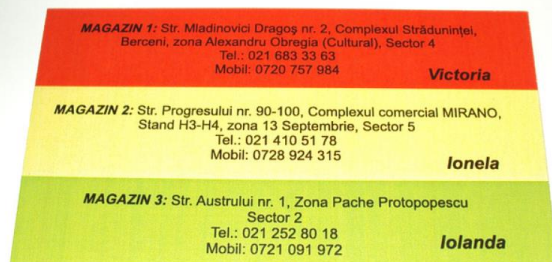 MAGAZIN 1: Str. Mladinovici Dragoş nr. 2, Complexul Străduninţei,
Berceni, zona Alexandru Obregia (Cultural), Sector 4
Tel.: 021 683 33 63
Mobil: 0720 757 984
Victoria
MAGAZIN 2: Str. Progresului nr. 90-100, Complexul comercial MIRANO,
Stand H3-H4, zona 13 Septembrie, Sector 5
Tel.: 021 410 51 78
Mobil: 0728 924 315
Ionela
MAGAZIN 3: Str. Austrului nr. 1, Zona Pache Protopopescu
Sector 2
Tel.: 021 252 80 18
Mobil: 0721 091 972
Iolanda